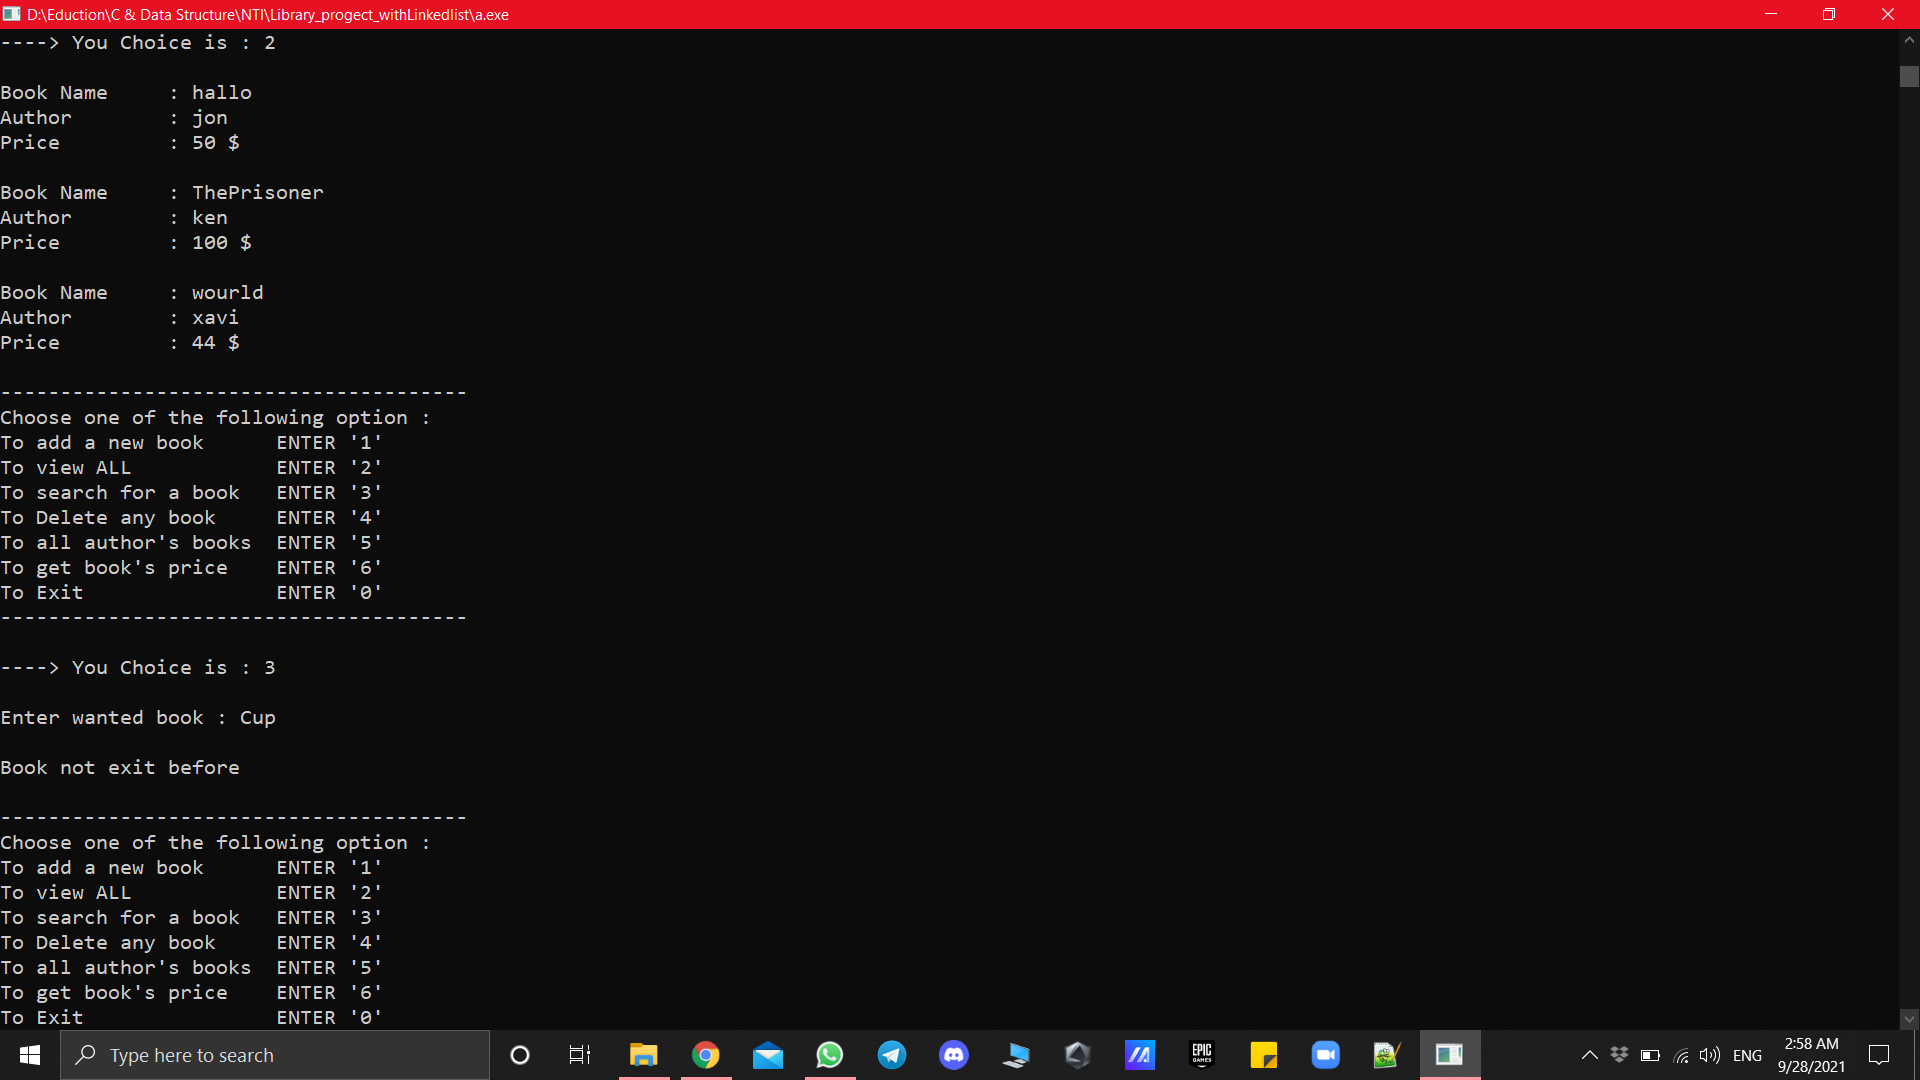 D:\Eduction\C & Data Structure\NTI\Library_progect_withLinkedlist\a.exe
----> You Choice is : 2
Book Name     : hallo
Author        : jon
Price         : 50 $
Book Name     : ThePrisoner
Author        : ken
Price         : 100 $
Book Name     : wourld
Author        : xavi
Price         : 44 $
---------------------------------------
Choose one of the following option :
To add a new book      ENTER '1'
To view ALL            ENTER '2'
To search for a book   ENTER '3'
To Delete any book     ENTER '4'
To all author's books  ENTER '5'
To get book's price    ENTER '6'
To Exit                ENTER '0'
---------------------------------------
----> You Choice is : 3
Enter wanted book : Cup
Book not exit before
---------------------------------------
Choose one of the following option :
To add a new book      ENTER '1'
To view ALL            ENTER '2'
To search for a book   ENTER '3'
To Delete any book     ENTER '4'
To all author's books  ENTER '5'
To get book's price    ENTER '6'
To Exit                ENTER '0'
Type here to search
EPIC
GAMES
ENG
2:58 AM
9/28/2021